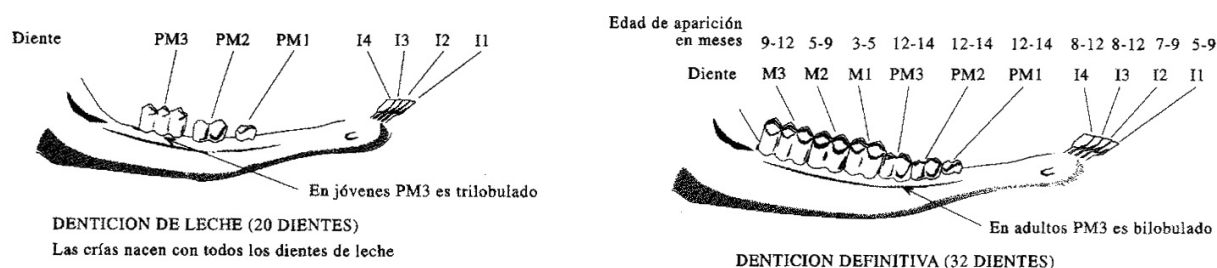 Diente PM3 PM2 PM1 I4 I3 I2 I1
En jóvenes PM3 es trilobulado
DENTICION DE LECHE (20 DIENTES)
Las crías nacen con todos los dientes de leche
Edad de aparición
en meses 9-12 5-9 3-5 12-14 12-14 12-14 8-12 8-12 7-9 5-9
Diente M3 M2 M1 PM3 PM2 PM1 I4 I3 I2 I1
En adultos PM3 es bilobulado
DENTICION DEFINITIVA (32 DIENTES)